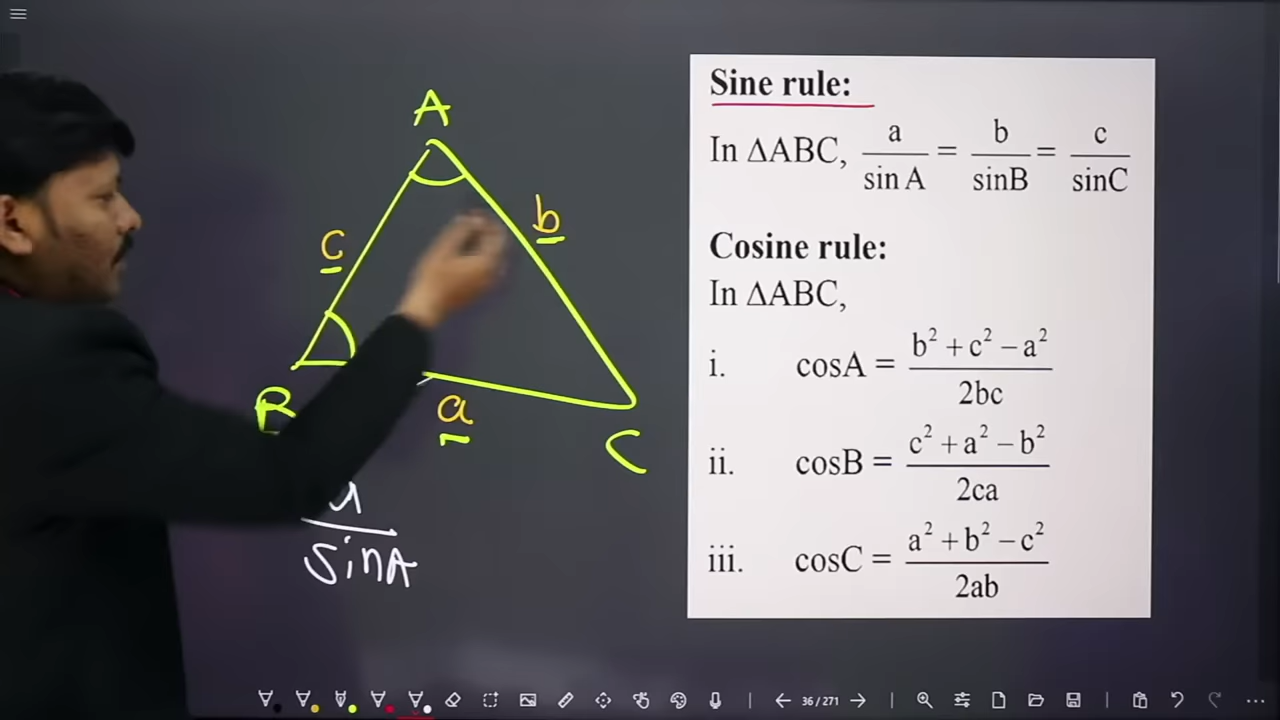 A
c
b
B
a
C
a
sinA
Sine rule:
In ΔABC, a/sin A = b/sinB = c/sinC
Cosine rule:
In ΔABC,
i. cosA = b² + c² − a² / 2bc
ii. cosB = c² + a² − b² / 2ca
iii. cosC = a² + b² − c² / 2ab
36 / 271